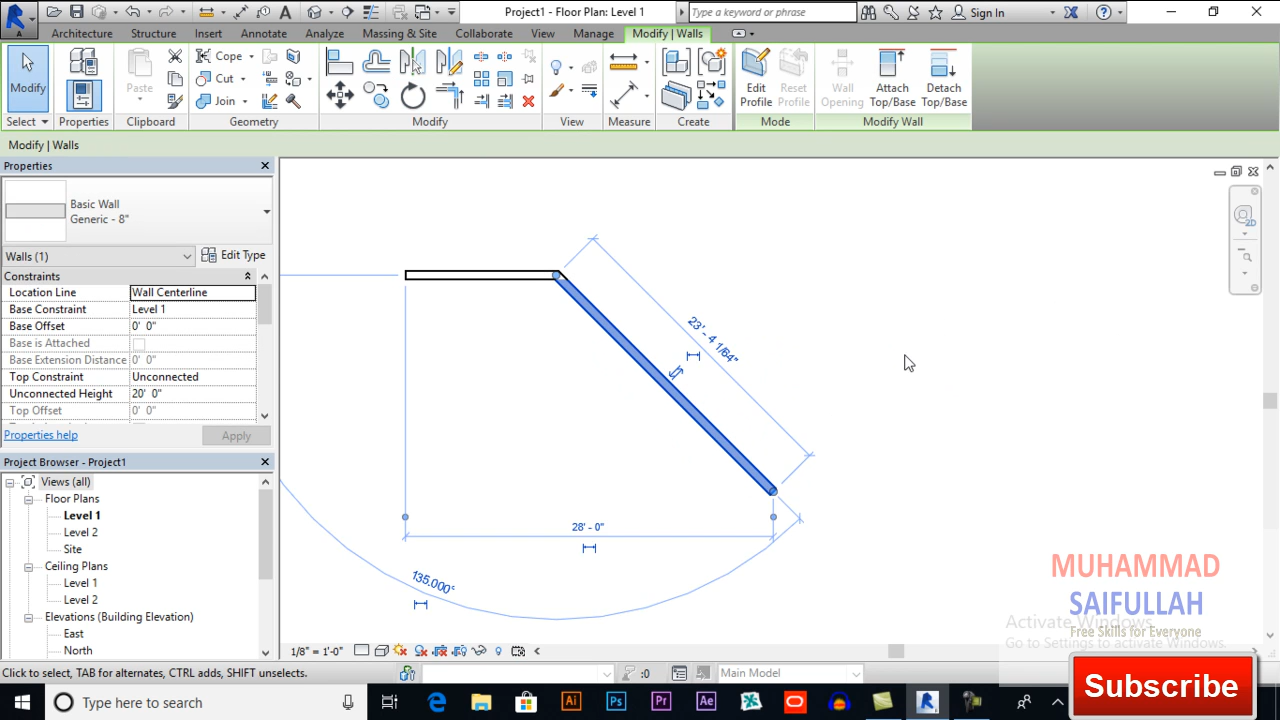 Project1 - Floor Plan: Level 1
Type a keyword or phrase
Sign In
Architecture
Structure
Insert
Annotate
Analyze
Massing & Site
Collaborate
View
Manage
Modify | Walls
Modify
Select
Properties
Paste
Clipboard
Cope
Cut
Join
Geometry
Modify
View
Measure
Create
Edit
Profile
Reset
Profile
Mode
Wall
Opening
Attach
Top/Base
Detach
Top/Base
Modify Wall
Modify | Walls
Properties
Basic Wall
Generic - 8"
Walls (1)
Edit Type
Constraints
Location Line
Wall Centerline
Base Constraint
Level 1
Base Offset
0' 0"
Base is Attached
Base Extension Distance
0' 0"
Top Constraint
Unconnected
Unconnected Height
20' 0"
Top Offset
0' 0"
Properties help
Apply
Project Browser - Project1
Views (all)
Floor Plans
Level 1
Level 2
Site
Ceiling Plans
Level 1
Level 2
Elevations (Building Elevation)
East
North
23' - 4 1/64"
28' - 0"
135.000°
2D
MUHAMMAD
SAIFULLAH
Free Skills for Everyone
Activate Windows
Go to Settings to activate Windows.
Subscribe
1/8" = 1'-0"
Click to select, TAB for alternates, CTRL adds, SHIFT unselects.
:0
Main Model
Type here to search
Ai
Ps
Pr
Ae